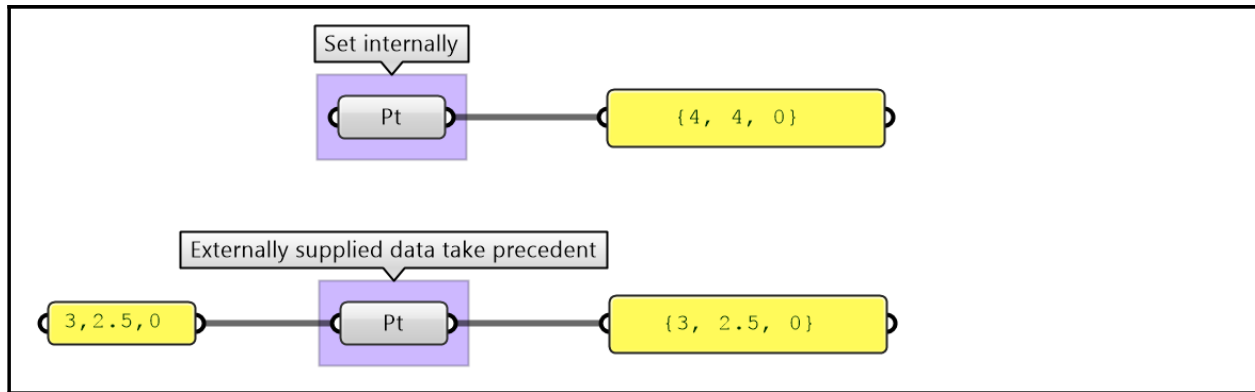 Set internally
Pt
{4, 4, 0}
Externally supplied data take precedent
3,2.5,0
Pt
{3, 2.5, 0}